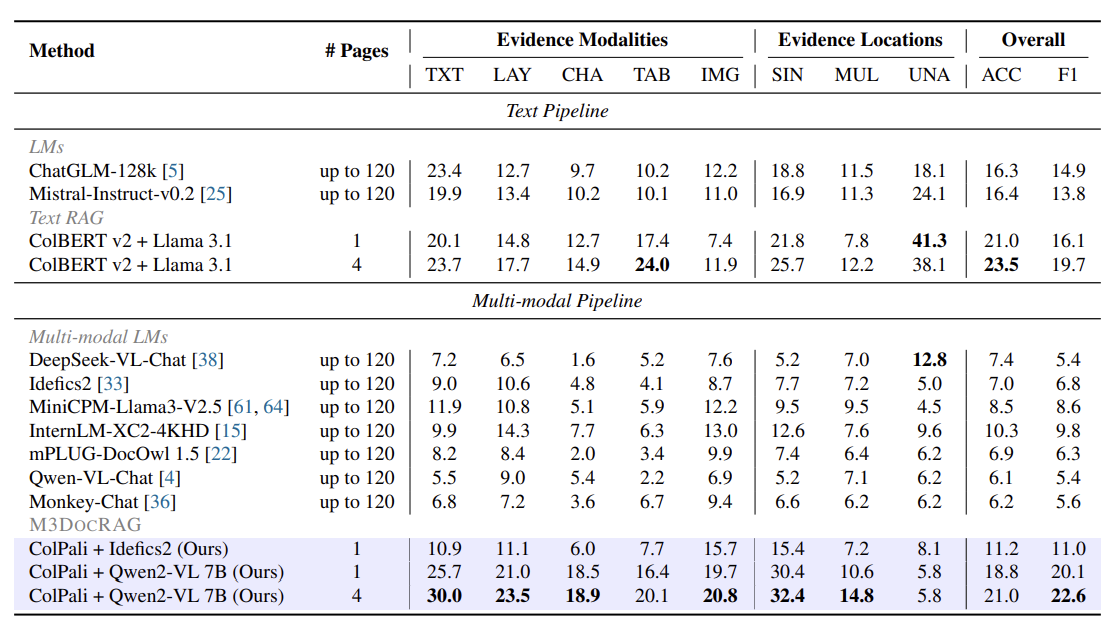 Method # Pages Evidence Modalities Evidence Locations Overall
TXT LAY CHA TAB IMG SIN MUL UNA ACC F1
Text Pipeline
LMs
ChatGLM-128k [5] up to 120 23.4 12.7 9.7 10.2 12.2 18.8 11.5 18.1 16.3 14.9
Mistral-Instruct-v0.2 [25] up to 120 19.9 13.4 10.2 10.1 11.0 16.9 11.3 24.1 16.4 13.8
Text RAG
ColBERT v2 + Llama 3.1 1 20.1 14.8 12.7 17.4 7.4 21.8 7.8 41.3 21.0 16.1
ColBERT v2 + Llama 3.1 4 23.7 17.7 14.9 24.0 11.9 25.7 12.2 38.1 23.5 19.7
Multi-modal Pipeline
Multi-modal LMs
DeepSeek-VL-Chat [38] up to 120 7.2 6.5 1.6 5.2 7.6 5.2 7.0 12.8 7.4 5.4
Idefics2 [33] up to 120 9.0 10.6 4.8 4.1 8.7 7.7 7.2 5.0 7.0 6.8
MiniCPM-Llama3-V2.5 [61, 64] up to 120 11.9 10.8 5.1 5.9 12.2 9.5 9.5 4.5 8.5 8.6
InternLM-XC2-4KHD [15] up to 120 9.9 14.3 7.7 6.3 13.0 12.6 7.6 9.6 10.3 9.8
mPLUG-DocOwl 1.5 [22] up to 120 8.2 8.4 2.0 3.4 9.9 7.4 6.4 6.2 6.9 6.3
Qwen-VL-Chat [4] up to 120 5.5 9.0 5.4 2.2 6.9 5.2 7.1 6.2 6.1 5.4
Monkey-Chat [36] up to 120 6.8 7.2 3.6 6.7 9.4 6.6 6.2 6.2 6.2 5.6
M3DOCRAG
ColPali + Idefics2 (Ours) 1 10.9 11.1 6.0 7.7 15.7 15.4 7.2 8.1 11.2 11.0
ColPali + Qwen2-VL 7B (Ours) 1 25.7 21.0 18.5 16.4 19.7 30.4 10.6 5.8 18.8 20.1
ColPali + Qwen2-VL 7B (Ours) 4 30.0 23.5 18.9 20.1 20.8 32.4 14.8 5.8 21.0 22.6